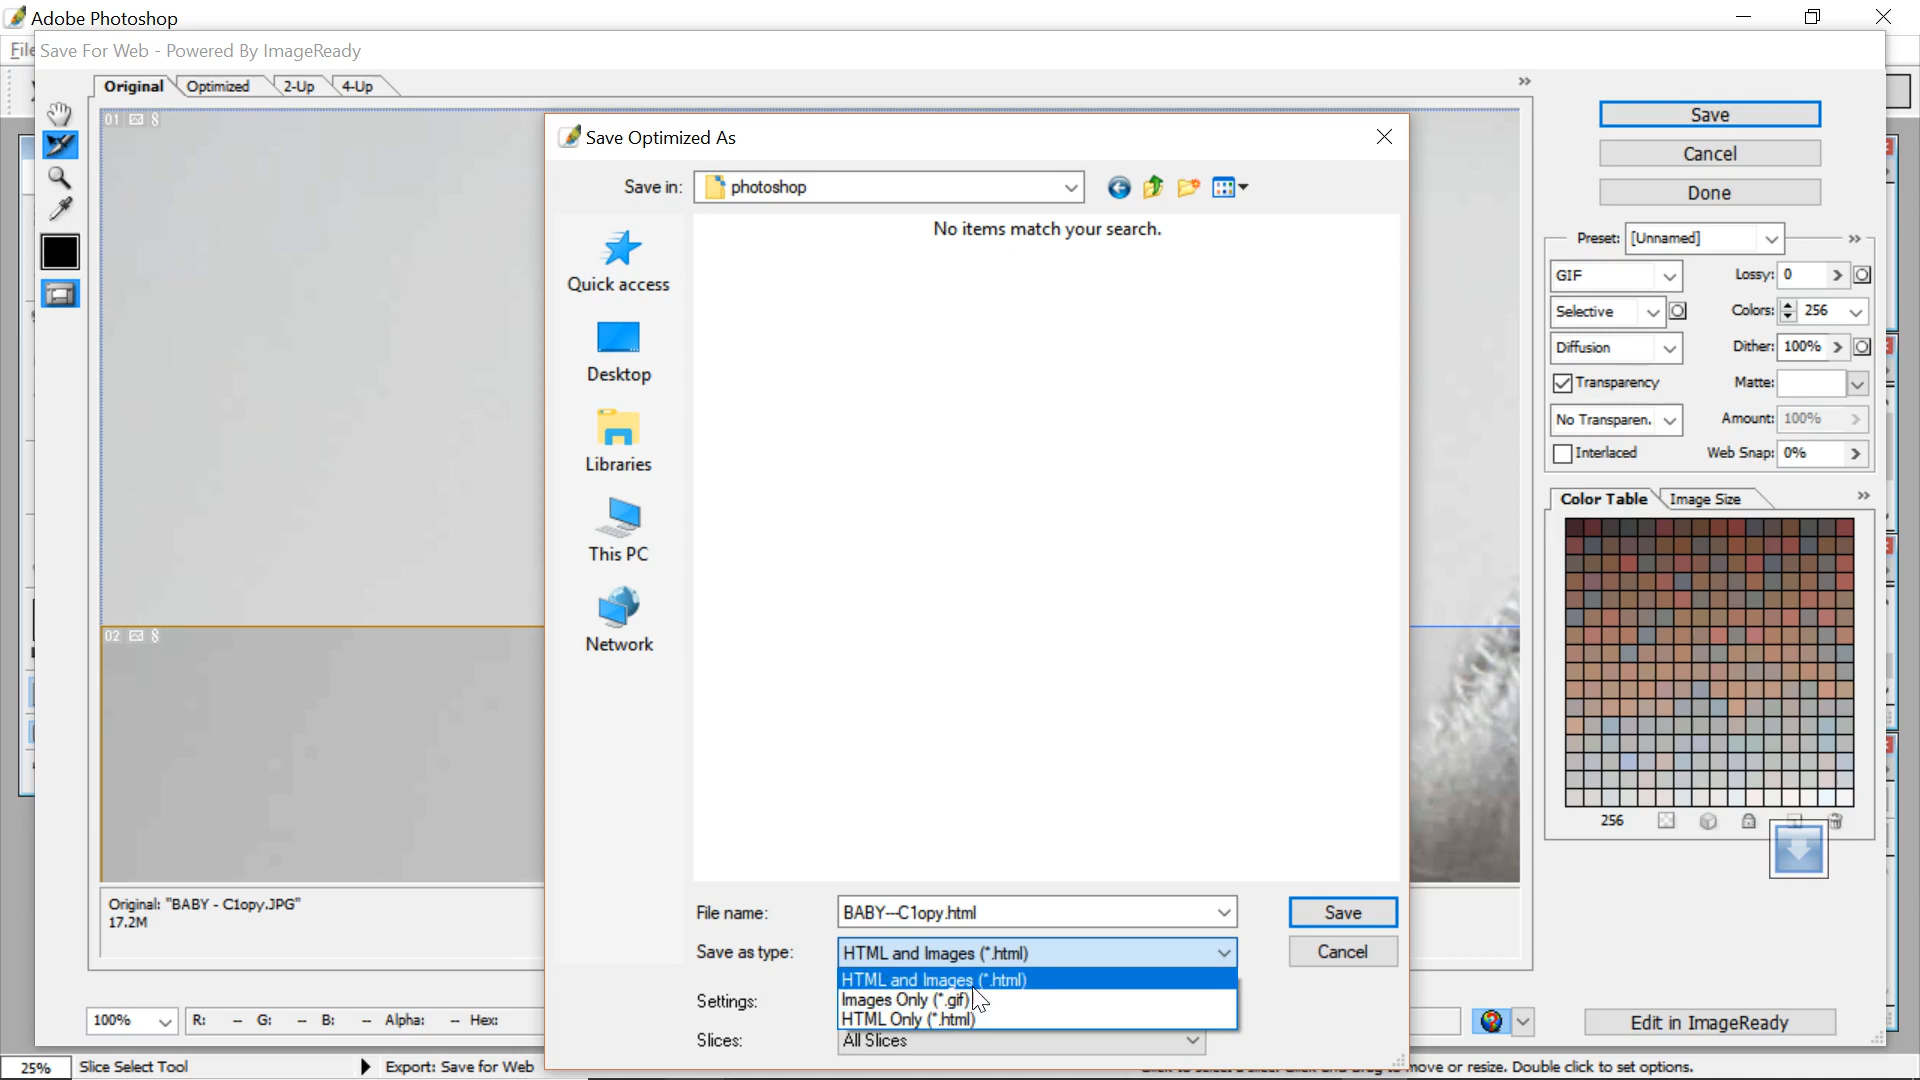 Adobe Photoshop
File
Save For Web - Powered By ImageReady
Original Optimized 2-Up 4-Up
01
02
Original: "BABY - C1opy.JPG"
17.2M
100% R: -- G: -- B: -- Alpha: -- Hex:
25% Slice Select Tool Export: Save for Web
Save Optimized As
Save in: photoshop
No items match your search.
Quick access
Desktop
Libraries
This PC
Network
File name: BABY---C1opy.html Save
Save as type: HTML and Images (*.html) Cancel
HTML and Images (*.html)
Images Only (*.gif)
HTML Only (*.html)
Settings:
Slices: All Slices
Save
Cancel
Done
Preset: [Unnamed]
GIF Lossy: 0
Selective Colors: 256
Diffusion Dither: 100%
Transparency Matte:
No Transparen. Amount: 100%
Interlaced Web Snap: 0%
Color Table Image Size
256
Edit in ImageReady
move or resize. Double click to set options.